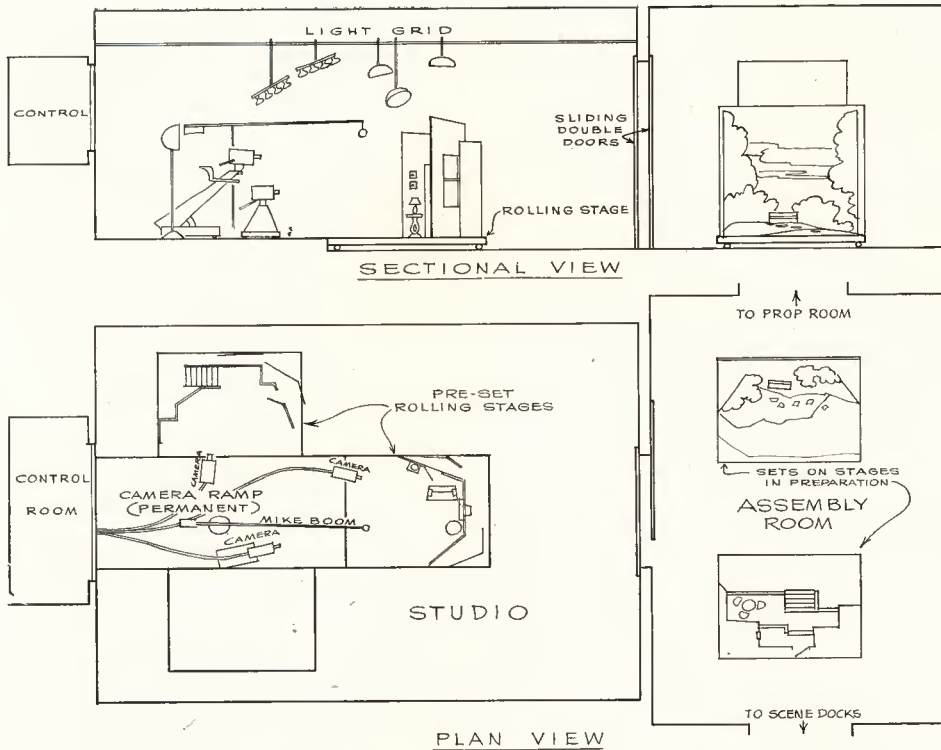 LIGHT GRID
CONTROL
SLIDING
DOUBLE
DOORS
ROLLING STAGE
SECTIONAL VIEW
TO PROP ROOM
PRE-SET
ROLLING STAGES
CAMERA
CAMERA
CONTROL
ROOM
CAMERA RAMP
(PERMANENT)
MIKE BOOM
CAMERA
STUDIO
SETS ON STAGES
IN PREPARATION
ASSEMBLY
ROOM
TO SCENE DOCKS
PLAN VIEW